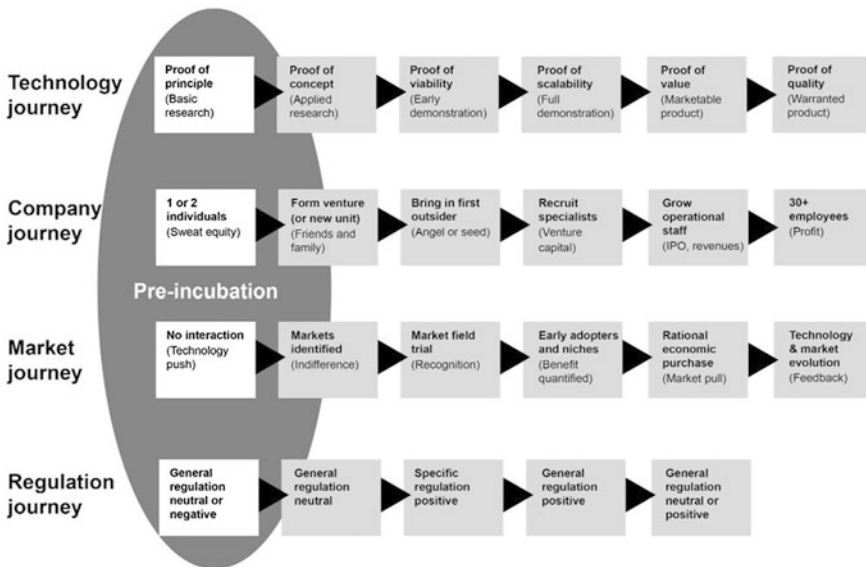 Technology
journey
Proof of
principle
(Basic
research)
Proof of
concept
(Applied
research)
Proof of
viability
(Early
demonstration)
Proof of
scalability
(Full
demonstration)
Proof of
value
(Marketable
product)
Proof of
quality
(Warranted
product)
Company
journey
1 or 2
individuals
(Sweat equity)
Form venture
(or new unit)
(Friends and
family)
Bring in first
outsider
(Angel or seed)
Recruit
specialists
(Venture
capital)
Grow
operational
staff
(IPO, revenues)
30+
employees
(Profit)
Pre-incubation
Market
journey
No interaction
(Technology
push)
Markets
identified
(Indifference)
Market field
trial
(Recognition)
Early adopters
and niches
(Benefit
quantified)
Rational
economic
purchase
(Market pull)
Technology
& market
evolution
(Feedback)
Regulation
journey
General
regulation
neutral or
negative
General
regulation
neutral
Specific
regulation
positive
General
regulation
positive
General
regulation
neutral or
positive